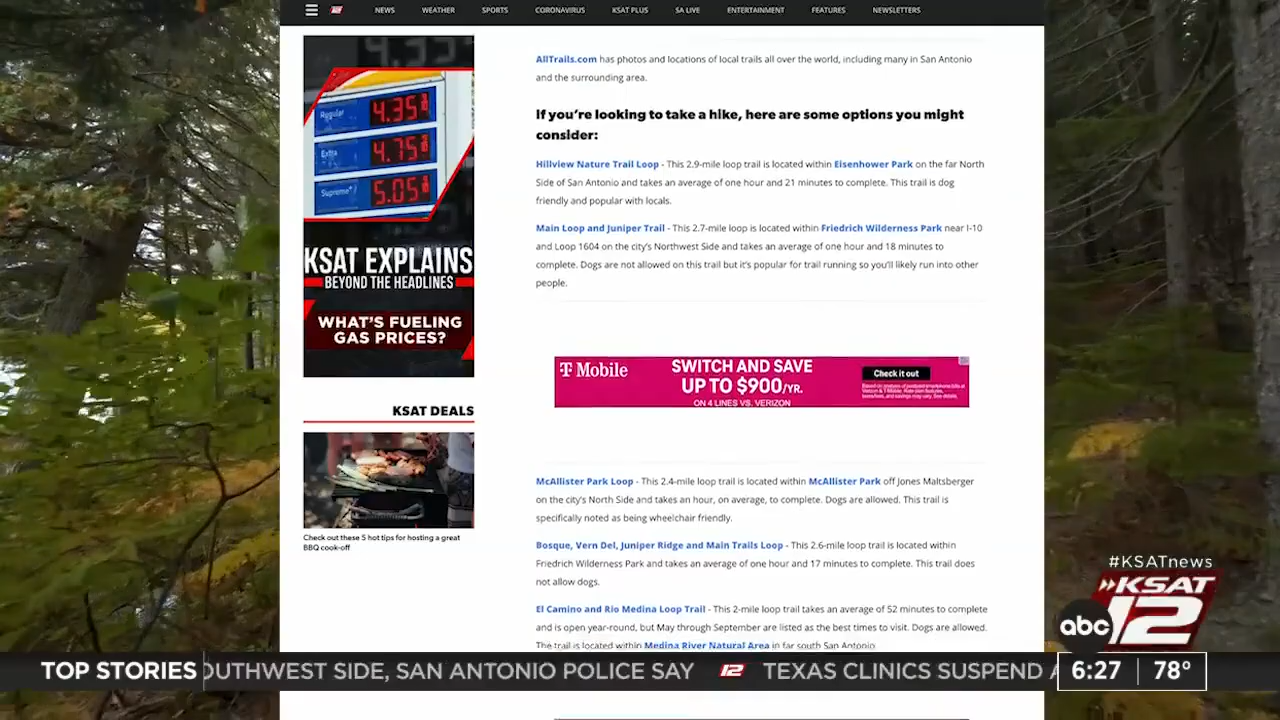 12
NEWS
WEATHER
SPORTS
CORONAVIRUS
KSAT PLUS
SA LIVE
ENTERTAINMENT
FEATURES
NEWSLETTERS
Regular
4.35
Extra
4.75
Supreme+
5.05
KSAT EXPLAINS
BEYOND THE HEADLINES
WHAT'S FUELING
GAS PRICES?
KSAT DEALS
Check out these 5 hot tips for hosting a great
BBQ cook-off
AllTrails.com has photos and locations of local trails all over the world, including many in San Antonio
and the surrounding area.
If you're looking to take a hike, here are some options you might
consider:
Hillview Nature Trail Loop - This 2.9-mile loop trail is located within Eisenhower Park on the far North
Side of San Antonio and takes an average of one hour and 21 minutes to complete. This trail is dog
friendly and popular with locals.
Main Loop and Juniper Trail - This 2.7-mile loop is located within Friedrich Wilderness Park near I-10
and Loop 1604 on the city's Northwest Side and takes an average of one hour and 18 minutes to
complete. Dogs are not allowed on this trail but it's popular for trail running so you'll likely run into other
people.
T Mobile
SWITCH AND SAVE
UP TO $900/YR.
ON 4 LINES VS. VERIZON
Check it out
McAllister Park Loop - This 2.4-mile loop trail is located within McAllister Park off Jones Maltsberger
on the city's North Side and takes an hour, on average, to complete. Dogs are allowed. This trail is
specifically noted as being wheelchair friendly.
Bosque, Vern Del, Juniper Ridge and Main Trails Loop - This 2.6-mile loop trail is located within
Friedrich Wilderness Park and takes an average of one hour and 17 minutes to complete. This trail does
not allow dogs.
El Camino and Rio Medina Loop Trail - This 2-mile loop trail takes an average of 52 minutes to complete
and is open year-round, but May through September are listed as the best times to visit. Dogs are allowed.
The trail is located within Medina River Natural Area in far south San Antonio
#KSATnews
KSAT
abc 12
TOP STORIES
OUTHWEST SIDE, SAN ANTONIO POLICE SAY 12 TEXAS CLINICS SUSPEND A
6:27 78°